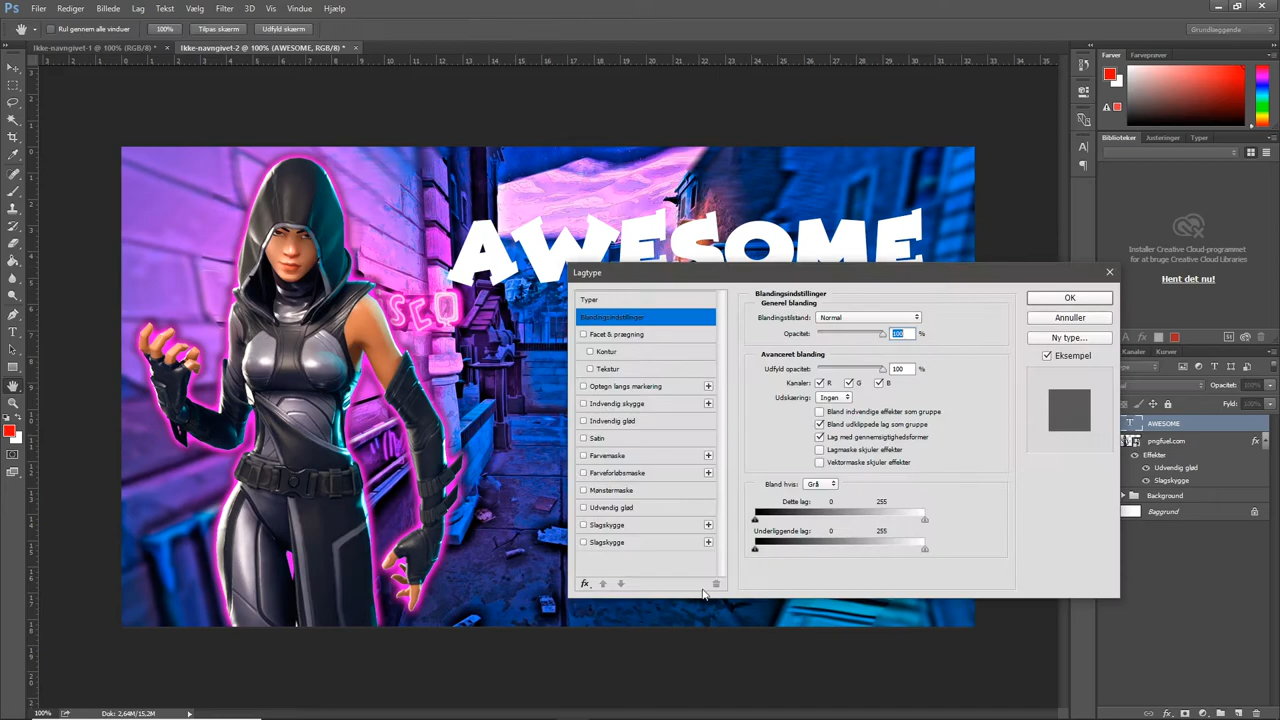 Ps Filer Rediger Billede Lag Tekst Vælg Filter 3D Vis Vindue Hjælp
Rul gennem alle vinduer 100% Tilpas skærm Udfyld skærm Grundlæggende
Ikke-navngivet-1 @ 100% (RGB/8) * × Ikke-navngivet-2 @ 100% (AWESOME, RGB/8) * ×
Farver Farveprøver
Biblioteker Justeringer Typer
Installer Creative Cloud-programmet
for at bruge Creative Cloud Libraries
Hent det nu!
AWESOME
Lagtype
Typer
Blandingsindstillinger
Facet & prægning
Kontur
Tekstur
Optegn langs markering
Indvendig skygge
Indvendig glød
Satin
Farvemaske
Farveforløbsmaske
Mønstermaske
Udvendig glød
Slagskygge
Slagskygge
fx
Blandingsindstillinger
Generel blanding
Blandingstilstand: Normal
Opacitet: 100 %
Avanceret blanding
Udfyld opacitet: 100 %
Kanaler: R G B
Udskæring: Ingen
Bland indvendige effekter som gruppe
Bland udklippede lag som gruppe
Lag med gennemsigtighedsformer
Lagmaske skjuler effekter
Vektormaske skjuler effekter
Bland hvis: Grå
Dette lag: 0 255
Underliggende lag: 0 255
OK
Annuller
Ny type...
Eksempel
Kanaler Kurver
Opacitet: 100%
Fyld: 100%
T AWESOME
pngfuel.com fx
Effekter
Udvendig glød
Slagskygge
Background
Baggrund
100% Dok: 2,64M/15,2M